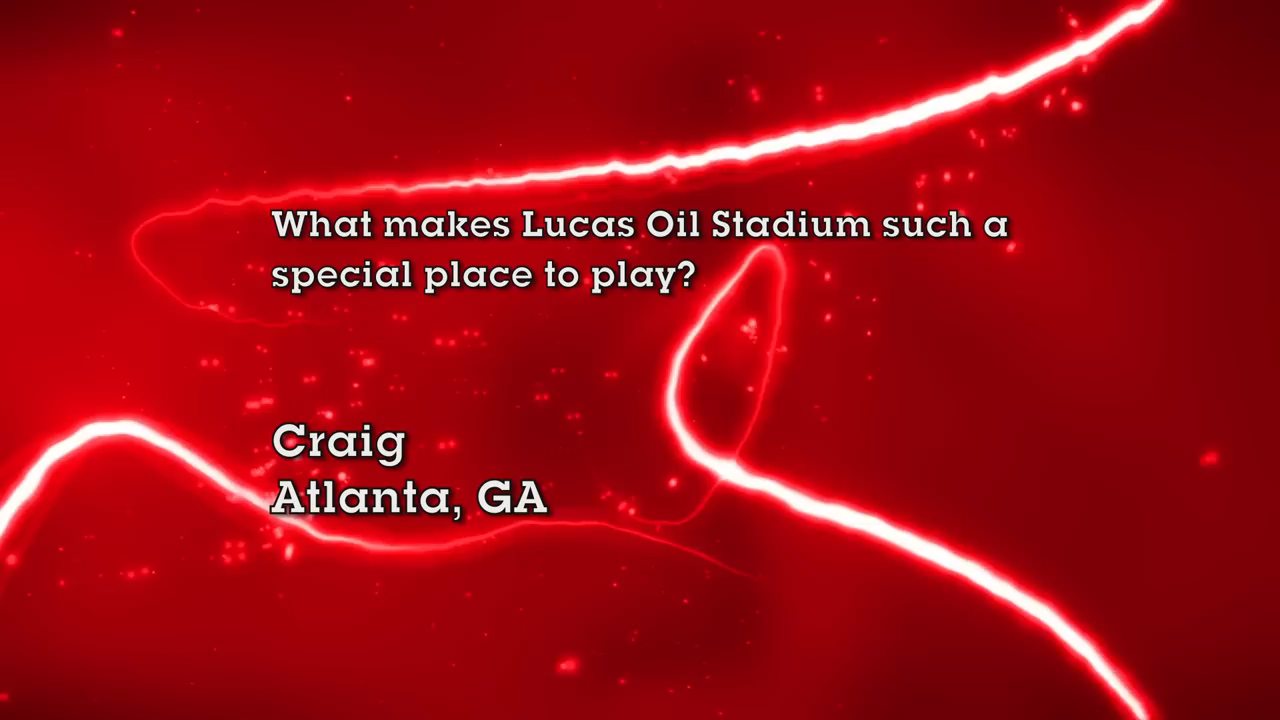 What makes Lucas Oil Stadium such a
special place to play?
Craig
Atlanta, GA